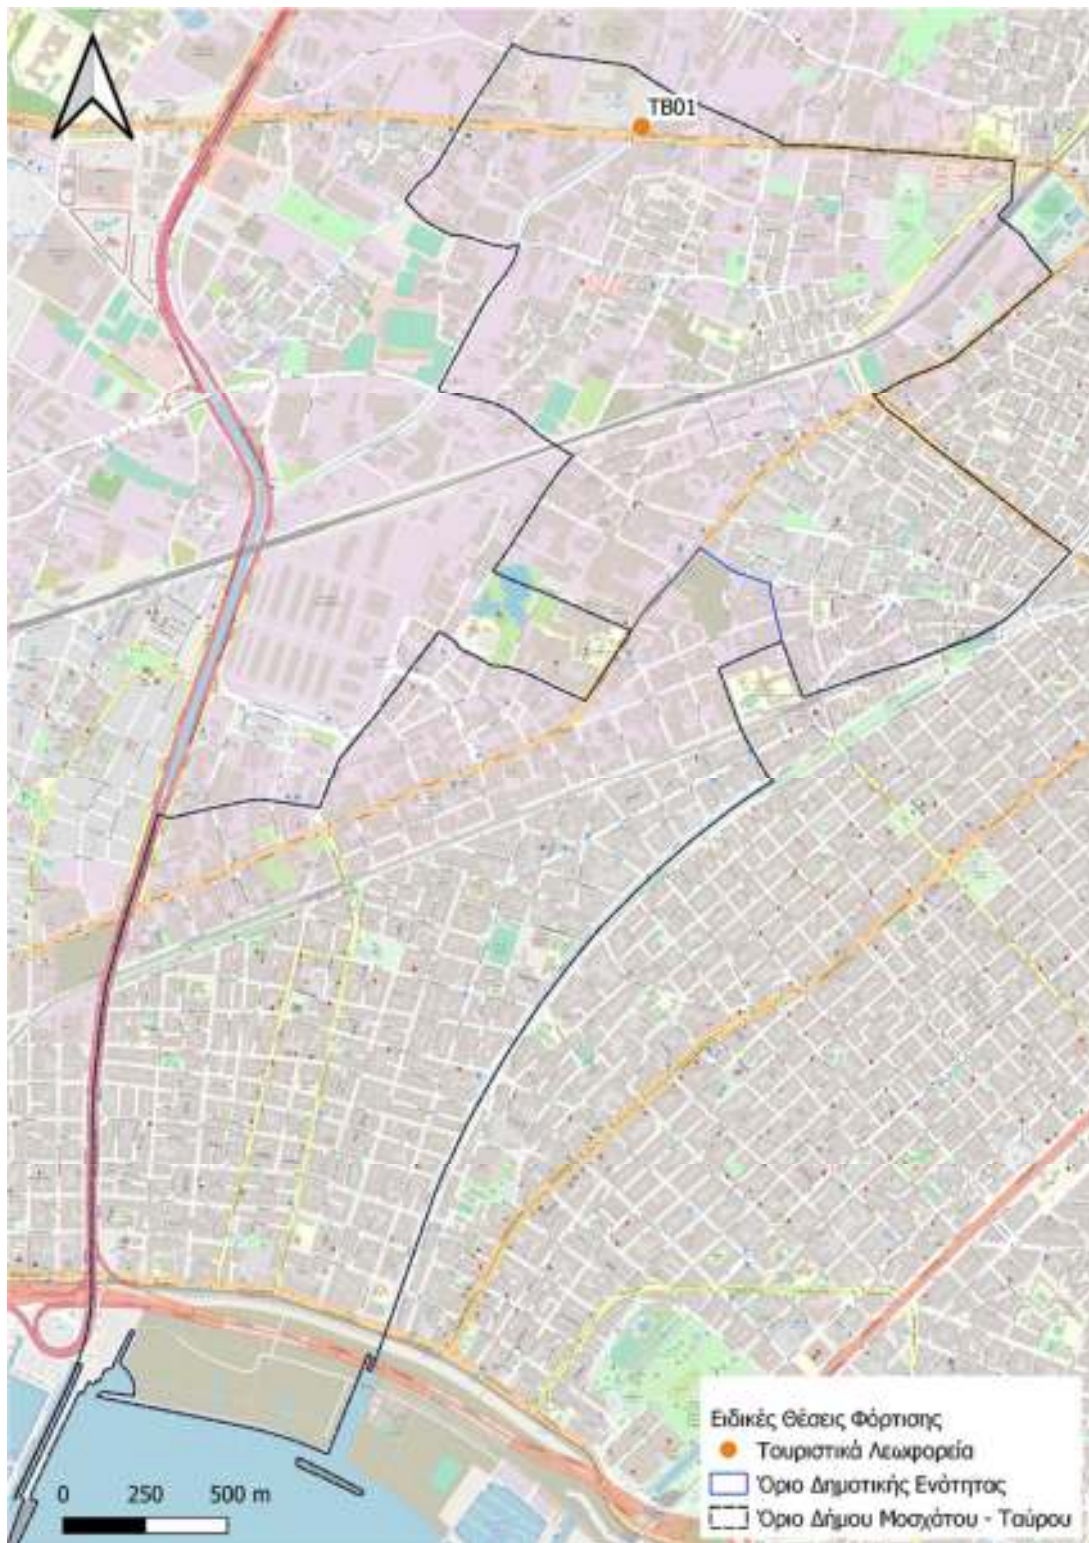 TB01
Ειδικές Θέσεις Φόρτισης
Τουριστικά Λεωφορεία
Όριο Δημοτικής Ενότητας
Όριο Δήμου Μοσχάτου - Ταύρου
0 250 500 m